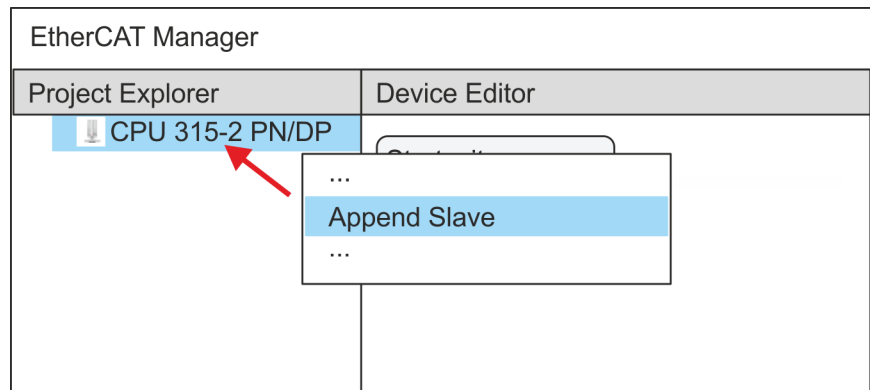 EtherCAT Manager
Project Explorer
Device Editor
CPU 315-2 PN/DP
...
Append Slave
...